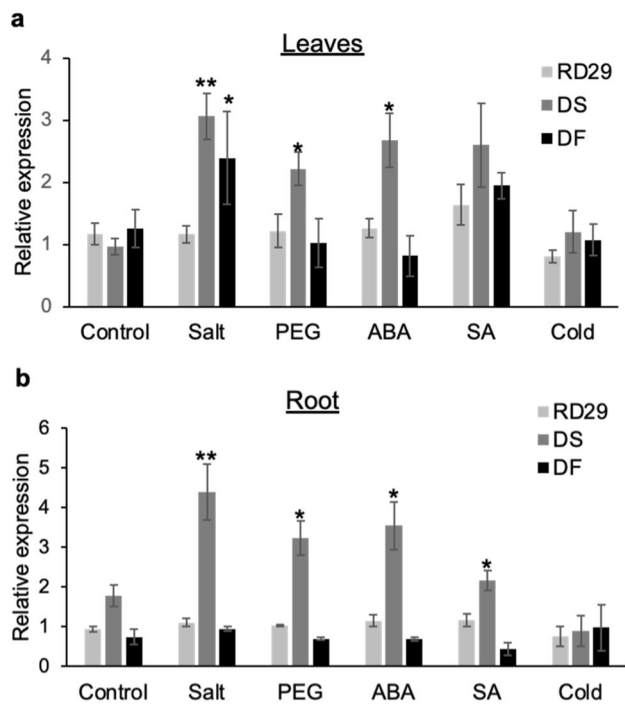 a
Leaves
Relative expression
4
3
2
1
0
** *
*
*
RD29
DS
DF
Control Salt PEG ABA SA Cold
b
Root
Relative expression
6
5
4
3
2
1
0
**
*
*
*
RD29
DS
DF
Control Salt PEG ABA SA Cold